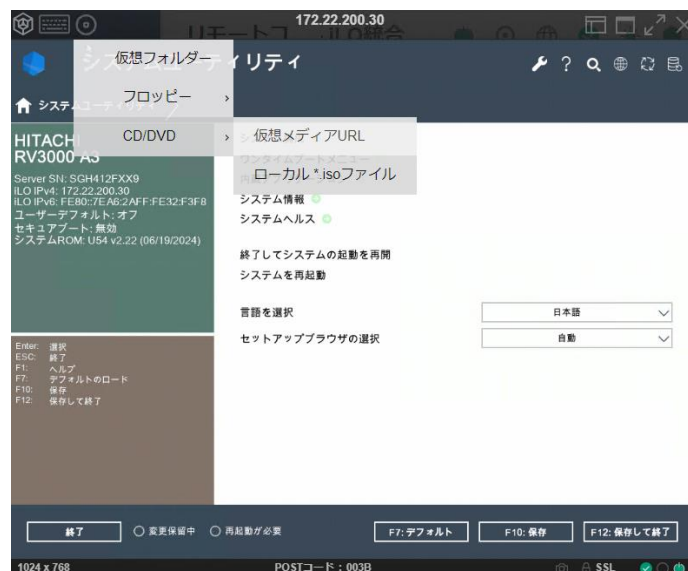 172.22.200.30
仮想フォルダー
フロッピー
CD/DVD
仮想メディアURL
ローカル *.isoファイル
システムユーティリティ
システムユーティリティ
HITACHI
RV3000 A3
Server SN: SGH412FXX9
iLO IPv4: 172.22.200.30
iLO IPv6: FE80::7EA6:2AFF:FE32:F3F8
ユーザーデフォルト: オフ
セキュアブート: 無効
システムROM: U54 v2.22 (06/19/2024)
ワンタイムブートメニュー
システム情報
システムヘルス
終了してシステムの起動を再開
システムを再起動
言語を選択
日本語
セットアップブラウザの選択
自動
Enter: 選択
ESC: 終了
F1: ヘルプ
F7: デフォルトのロード
F10: 保存
F12: 保存して終了
終了
変更保留中
再起動が必要
F7: デフォルト
F10: 保存
F12: 保存して終了
1024 x 768
POSTコード：003B
SSL